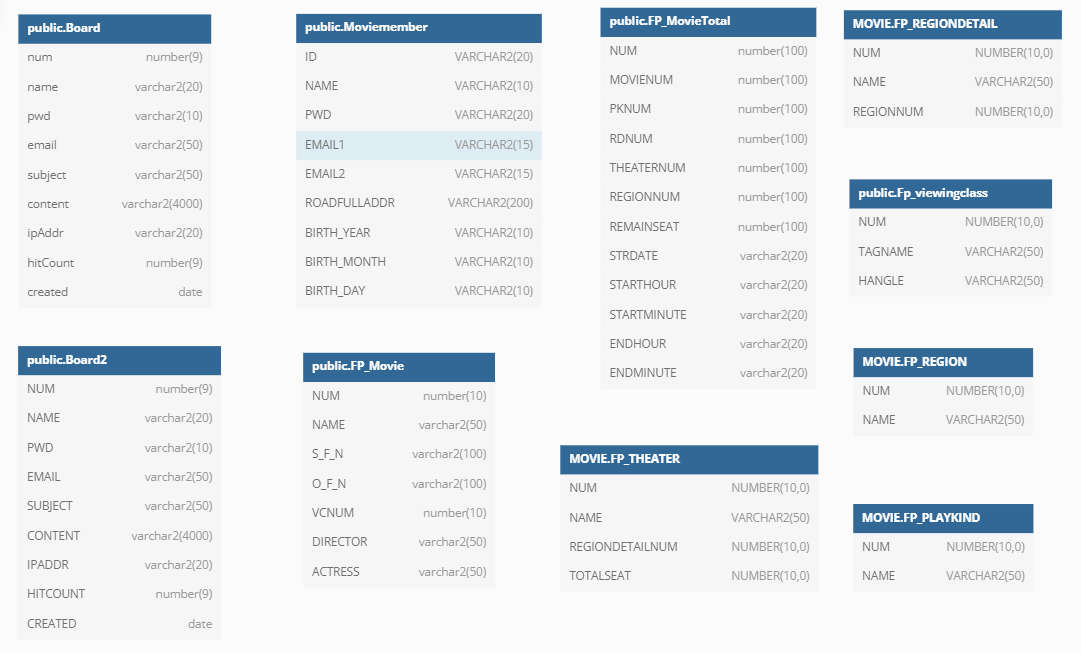 public.Board
num number(9)
name varchar2(20)
pwd varchar2(10)
email varchar2(50)
subject varchar2(50)
content varchar2(4000)
ipAddr varchar2(20)
hitCount number(9)
created date
public.Board2
NUM number(9)
NAME varchar2(20)
PWD varchar2(10)
EMAIL varchar2(50)
SUBJECT varchar2(50)
CONTENT varchar2(4000)
IPADDR varchar2(20)
HITCOUNT number(9)
CREATED date
public.Moviemember
ID VARCHAR2(20)
NAME VARCHAR2(10)
PWD VARCHAR2(20)
EMAIL1 VARCHAR2(15)
EMAIL2 VARCHAR2(15)
ROADFULLADDR VARCHAR2(200)
BIRTH_YEAR VARCHAR2(10)
BIRTH_MONTH VARCHAR2(10)
BIRTH_DAY VARCHAR2(10)
public.FP_Movie
NUM number(10)
NAME varchar2(50)
S_F_N varchar2(100)
O_F_N varchar2(100)
VCNUM number(10)
DIRECTOR varchar2(50)
ACTRESS varchar2(50)
public.FP_MovieTotal
NUM number(100)
MOVIENUM number(100)
PKNUM number(100)
RDNUM number(100)
THEATERNUM number(100)
REGIONNUM number(100)
REMAINSEAT number(100)
STRDATE varchar2(20)
STARTHOUR varchar2(20)
STARTMINUTE varchar2(20)
ENDHOUR varchar2(20)
ENDMINUTE varchar2(20)
MOVIE.FP_THEATER
NUM NUMBER(10,0)
NAME VARCHAR2(50)
REGIONDETAILNUM NUMBER(10,0)
TOTALSEAT NUMBER(10,0)
MOVIE.FP_REGIONDETAIL
NUM NUMBER(10,0)
NAME VARCHAR2(50)
REGIONNUM NUMBER(10,0)
public.Fp_viewingclass
NUM NUMBER(10,0)
TAGNAME VARCHAR2(50)
HANGLE VARCHAR2(50)
MOVIE.FP_REGION
NUM NUMBER(10,0)
NAME VARCHAR2(50)
MOVIE.FP_PLAYKIND
NUM NUMBER(10,0)
NAME VARCHAR2(50)